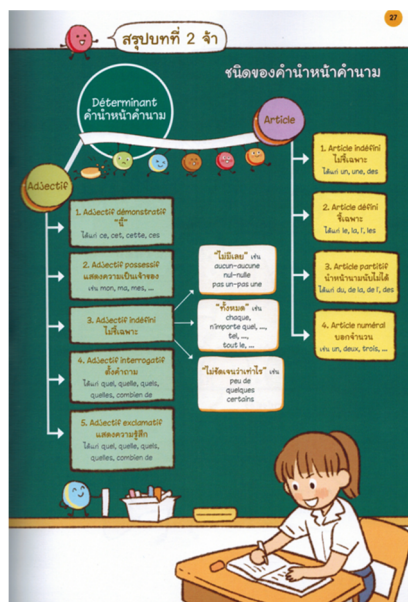 27
สรุปบทที่ 2 จ้า
ชนิดของคำนำหน้าคำนาม
Déterminant
คำนำหน้าคำนาม
Article
Adjectif
1. Article indéfini
ไม่ชี้เฉพาะ
ได้แก่ un, une, des
2. Article défini
ชี้เฉพาะ
ได้แก่ le, la, l', les
3. Article partitif
นำหน้านามนับไม่ได้
ได้แก่ du, de la, de l', des
4. Article numéral
บอกจำนวน
เช่น un, deux, trois, ...
1. Adjectif démonstratif
"นี้"
ได้แก่ ce, cet, cette, ces
2. Adjectif possessif
แสดงความเป็นเจ้าของ
เช่น mon, ma, mes, ...
3. Adjectif indéfini
ไม่ชี้เฉพาะ
4. Adjectif interrogatif
ตั้งคำถาม
ได้แก่ quel, quelle, quels,
quelles, combien de
5. Adjectif exclamatif
แสดงความรู้สึก
ได้แก่ quel, quelle, quels,
quelles, combien de
"ไม่มีเลย" เช่น
aucun-aucune
nul-nulle
pas un-pas une
"ทั้งหมด" เช่น
chaque,
n'importe quel, ...,
tel, ...,
tout le, ...
"ไม่ชัดเจนว่าเท่าไร" เช่น
peu de
quelques
certains